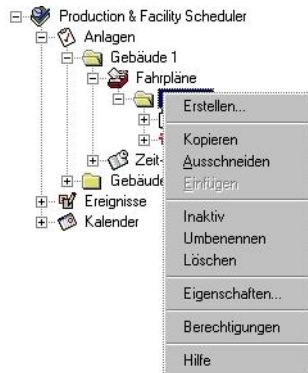 Production & Facility Scheduler
Anlagen
Gebäude 1
Fahrpläne
Erstellen...
Kopieren
Ausschneiden
Einfügen
Zeit-
Gebäude
Ereignisse
Kalender
Inaktiv
Umbenennen
Löschen
Eigenschaften...
Berechtigungen
Hilfe